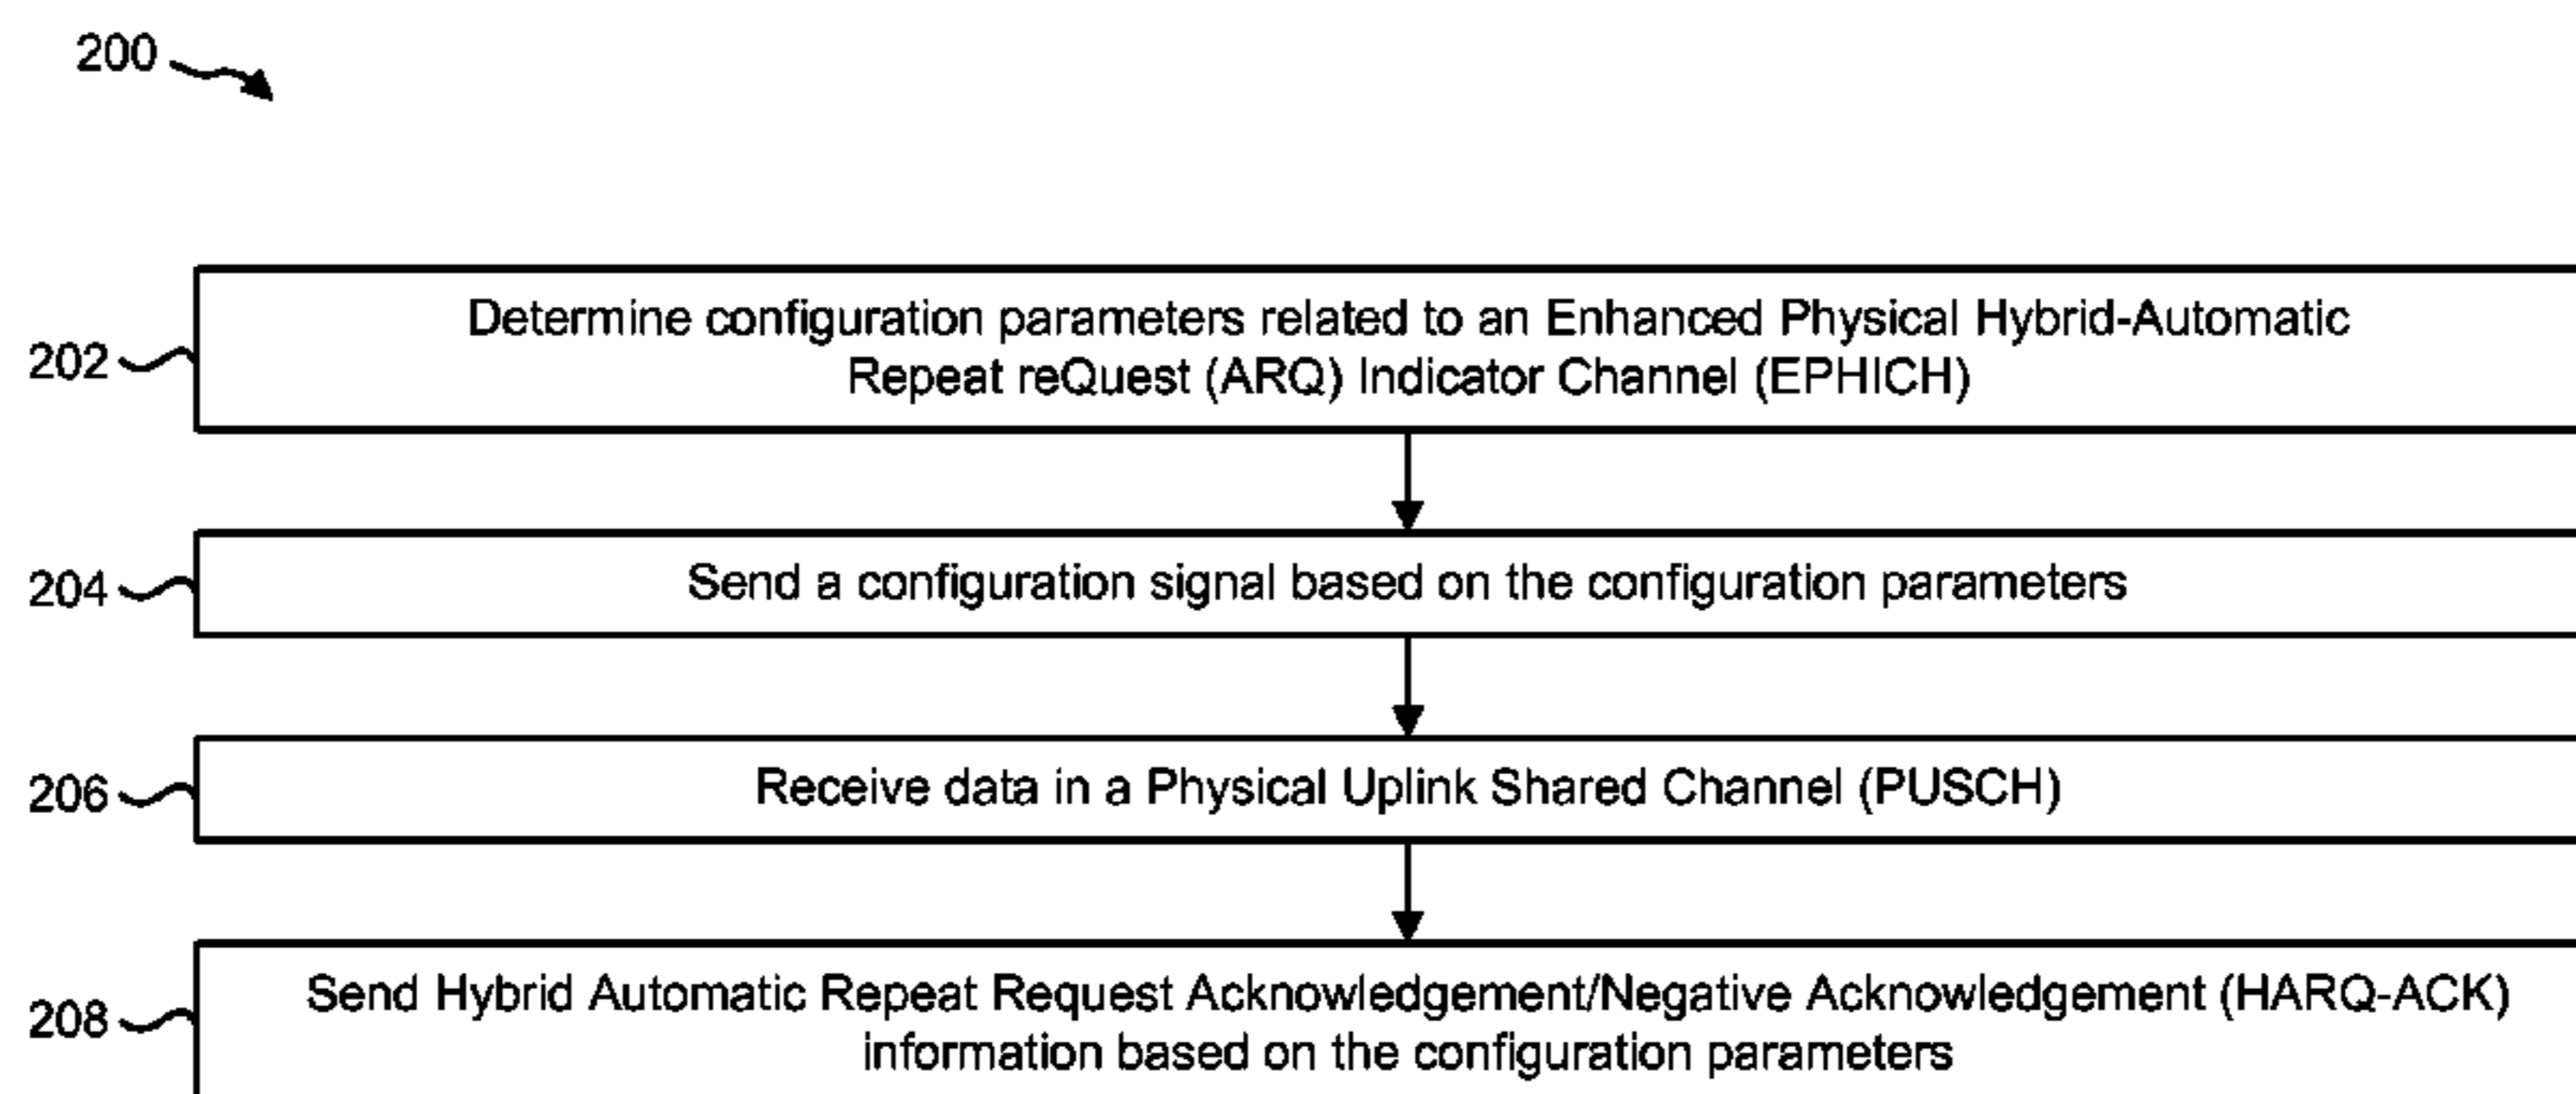 200
202
Determine configuration parameters related to an Enhanced Physical Hybrid-Automatic
Repeat reQuest (ARQ) Indicator Channel (EPHICH)
204
Send a configuration signal based on the configuration parameters
206
Receive data in a Physical Uplink Shared Channel (PUSCH)
208
Send Hybrid Automatic Repeat Request Acknowledgement/Negative Acknowledgement (HARQ-ACK)
information based on the configuration parameters